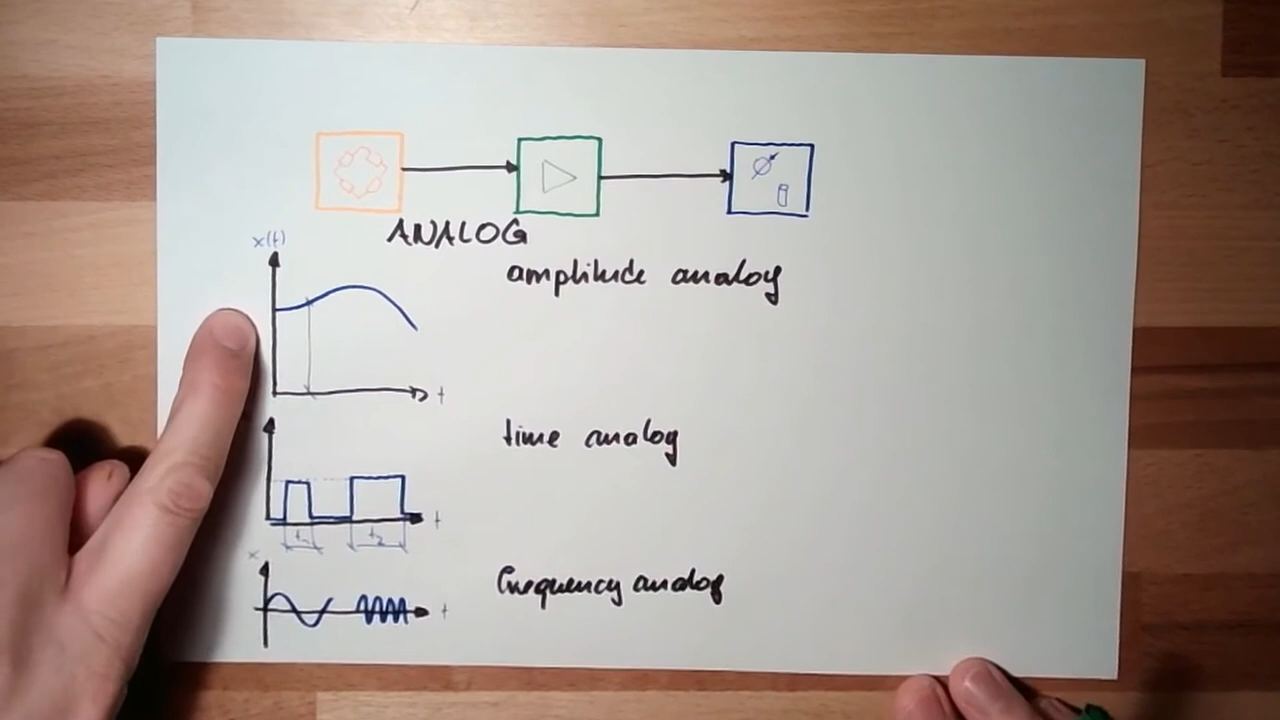 ANALOG
x(t)
amplitude analog
t
time analog
t
t₁ t₂
x
frequency analog
t